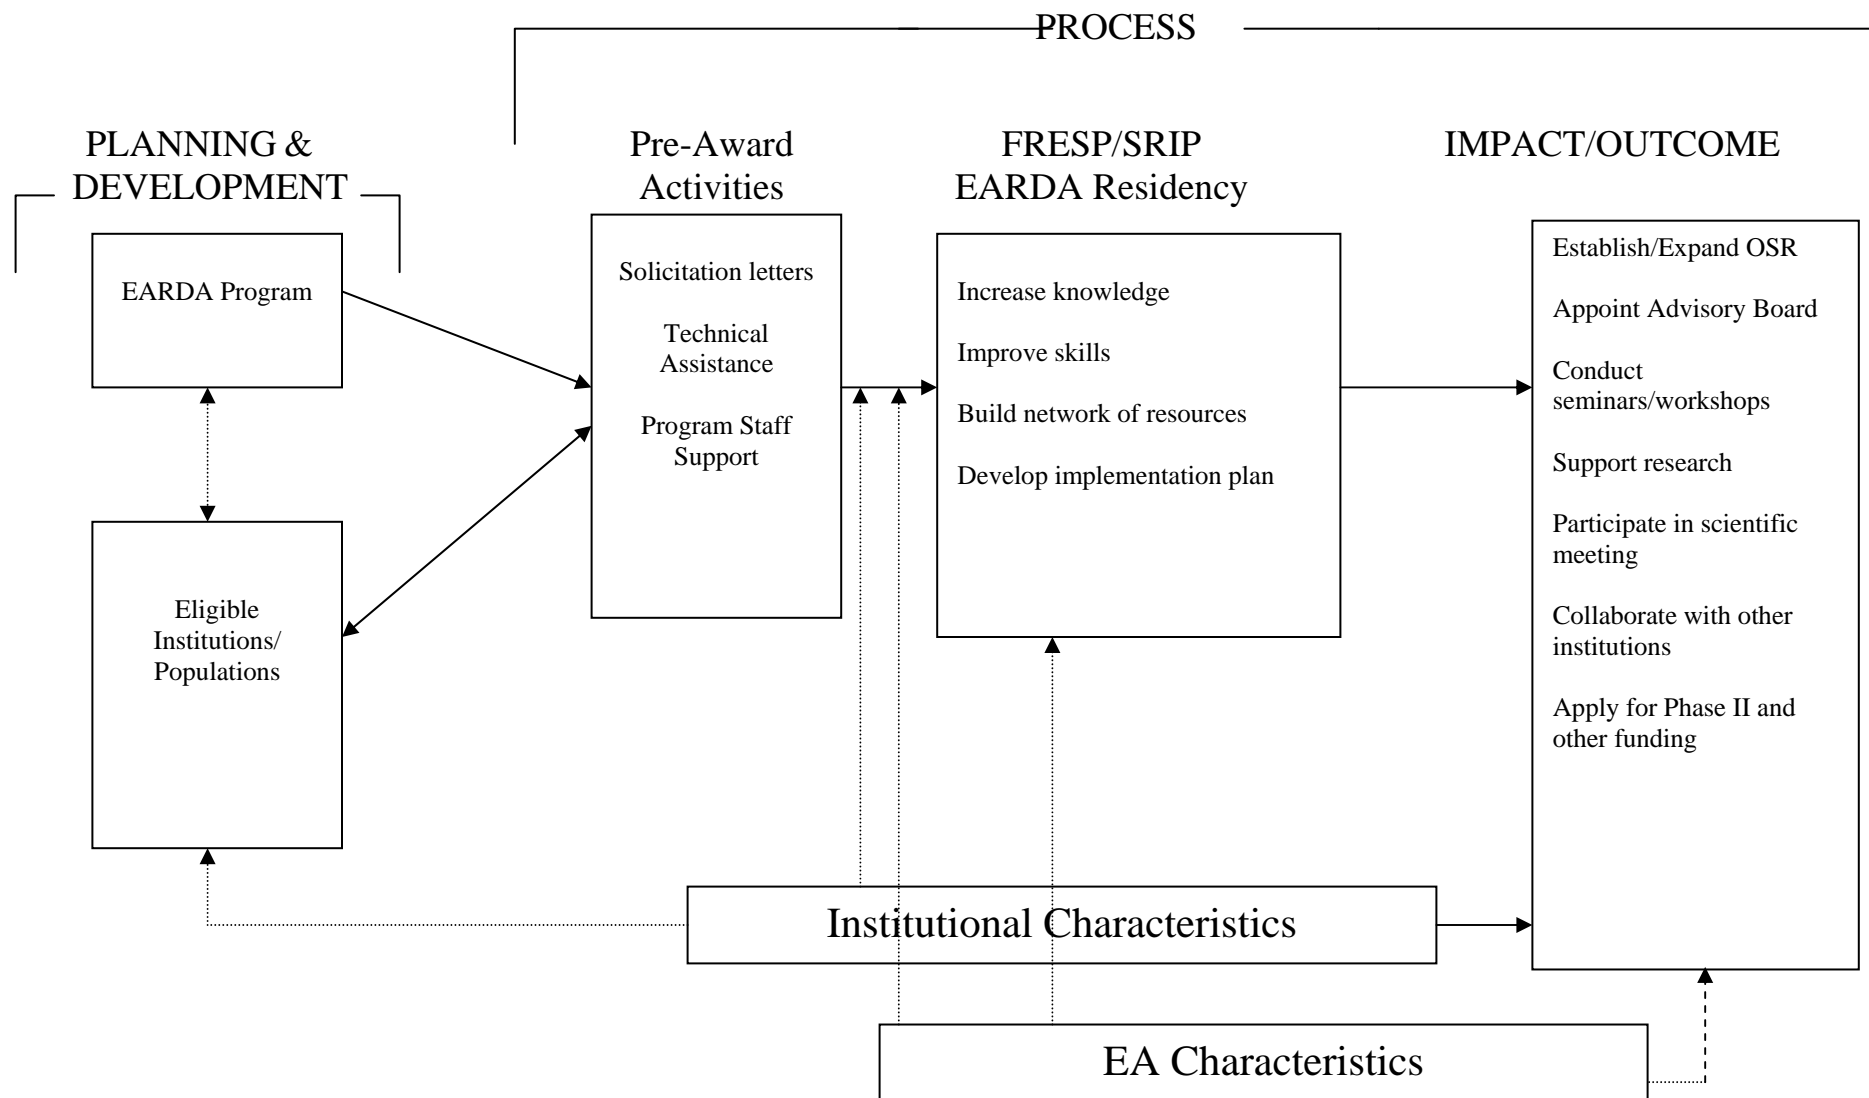 PROCESS
PLANNING &
DEVELOPMENT
Pre-Award
Activities
FRESP/SRIP
EARDA Residency
IMPACT/OUTCOME
EARDA Program
Eligible
Institutions/
Populations
Solicitation letters
Technical
Assistance
Program Staff
Support
Increase knowledge
Improve skills
Build network of resources
Develop implementation plan
Establish/Expand OSR
Appoint Advisory Board
Conduct
seminars/workshops
Support research
Participate in scientific
meeting
Collaborate with other
institutions
Apply for Phase II and
other funding
Institutional Characteristics
EA Characteristics